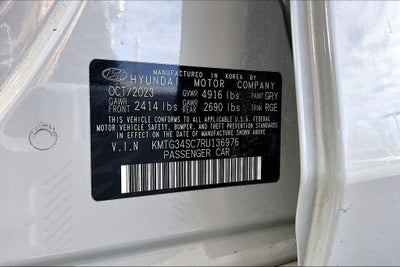 MANUFACTURED IN KOREA BY
HYUNDAI MOTOR COMPANY
OCT/2023 GVWR 4916 lbs PAINT GRY
GAWR FRONT 2414 lbs GAWR REAR 2690 lbs TRIM RGE
THIS VEHICLE CONFORMS TO ALL APPLICABLE U.S.A. FEDERAL
MOTOR VEHICLE SAFETY, BUMPER, AND THEFT PREVENTION STANDARDS
IN EFFECT ON THE DATE OF MANUFACTURE SHOWN ABOVE.
V.I.N KMTG34SC7RU136976
PASSENGER CAR